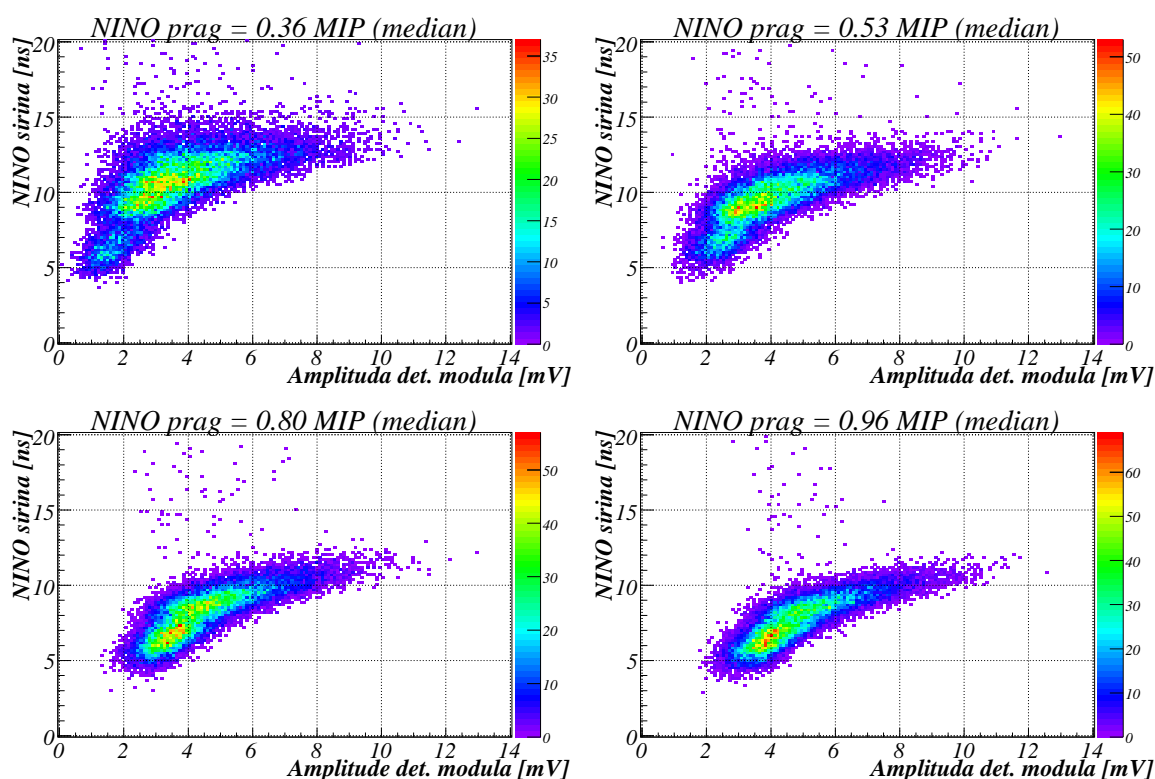 NINO prag = 0.36 MIP (median)
NINO sirina [ns]
20
15
10
5
0
0 2 4 6 8 10 12 14
Amplituda det. modula [mV]
35
30
25
20
15
10
5
0
NINO prag = 0.53 MIP (median)
NINO sirina [ns]
20
15
10
5
0
0 2 4 6 8 10 12 14
Amplituda det. modula [mV]
50
40
30
20
10
0
NINO prag = 0.80 MIP (median)
NINO sirina [ns]
20
15
10
5
0
0 2 4 6 8 10 12 14
Amplitude det. modula [mV]
50
40
30
20
10
0
NINO prag = 0.96 MIP (median)
NINO sirina [ns]
20
15
10
5
0
0 2 4 6 8 10 12 14
Amplituda det. modula [mV]
60
50
40
30
20
10
0